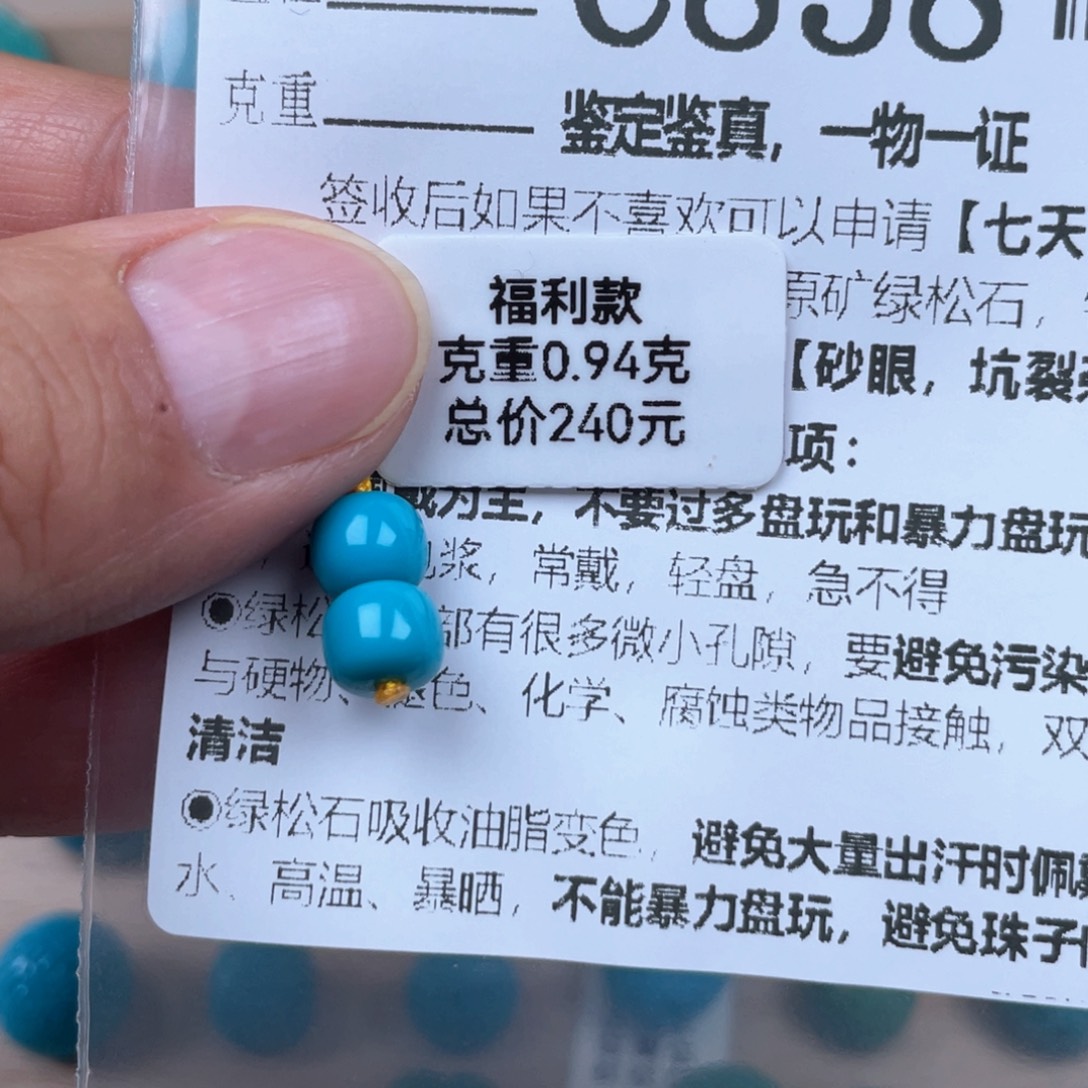 克重
鉴定鉴真，一物一证
签收后如果不喜欢可以申请【七天
福利款
克重0.94克
总价240元
原矿绿松石，
【砂眼，坑裂
项：
戴为主，不要过多盘玩和暴力盘玩
浆，常戴，轻盘，急不得
◉绿松 部有很多微小孔隙，要避免污染
与硬物、褪色、化学、腐蚀类物品接触，双
清洁
◉绿松石吸收油脂变色，避免大量出汗时佩戴
水、高温、暴晒，不能暴力盘玩，避免珠子